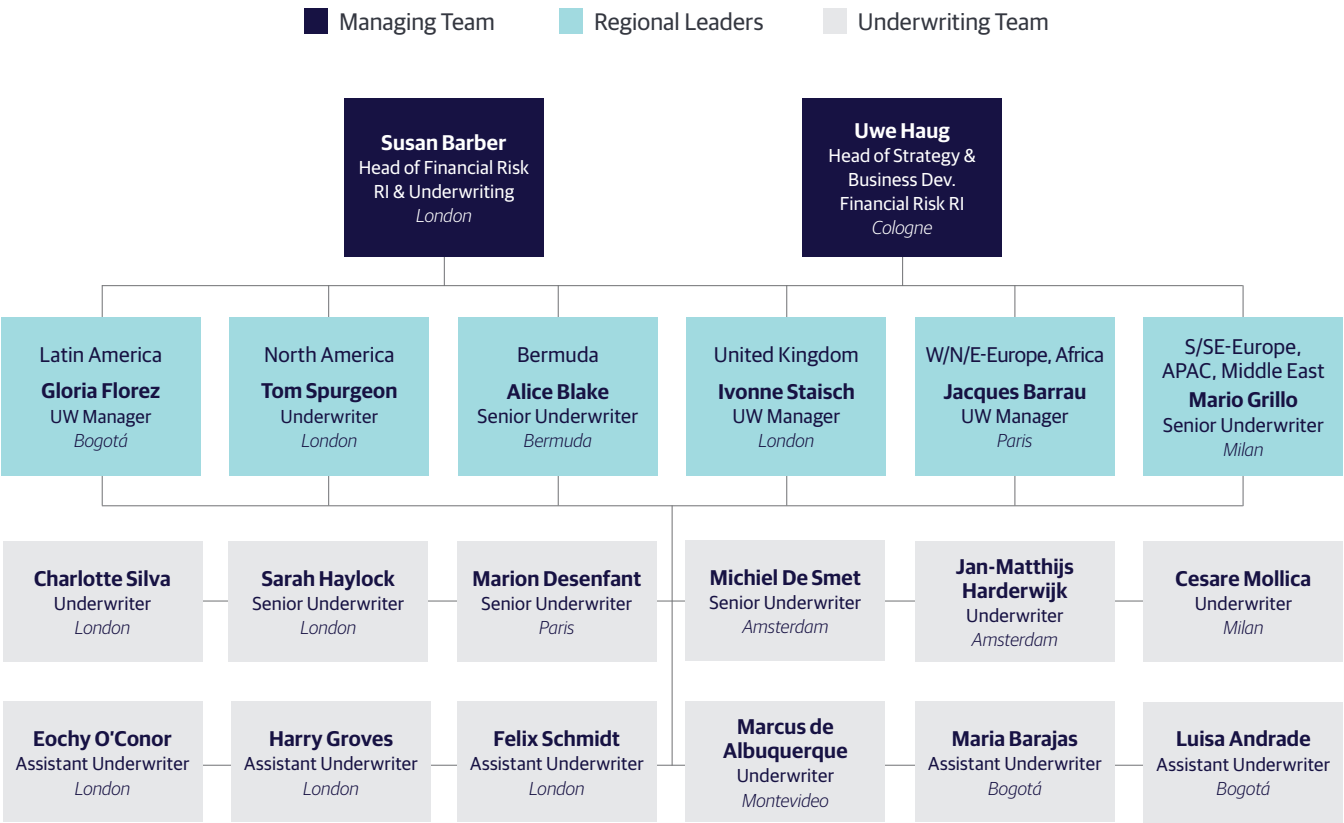 Managing Team
Regional Leaders
Underwriting Team
Susan Barber
Head of Financial Risk
RI & Underwriting
London
Uwe Haug
Head of Strategy &
Business Dev.
Financial Risk RI
Cologne
Latin America
Gloria Florez
UW Manager
Bogotá
North America
Tom Spurgeon
Underwriter
London
Bermuda
Alice Blake
Senior Underwriter
Bermuda
United Kingdom
Ivonne Staisch
UW Manager
London
W/N/E-Europe, Africa
Jacques Barrau
UW Manager
Paris
S/SE-Europe,
APAC, Middle East
Mario Grillo
Senior Underwriter
Milan
Charlotte Silva
Underwriter
London
Sarah Haylock
Senior Underwriter
London
Marion Desenfant
Senior Underwriter
Paris
Michiel De Smet
Senior Underwriter
Amsterdam
Jan-Matthijs
Harderwijk
Underwriter
Amsterdam
Cesare Mollica
Underwriter
Milan
Eochy O'Conor
Assistant Underwriter
London
Harry Groves
Assistant Underwriter
London
Felix Schmidt
Assistant Underwriter
London
Marcus de
Albuquerque
Underwriter
Montevideo
Maria Barajas
Assistant Underwriter
Bogotá
Luisa Andrade
Assistant Underwriter
Bogotá